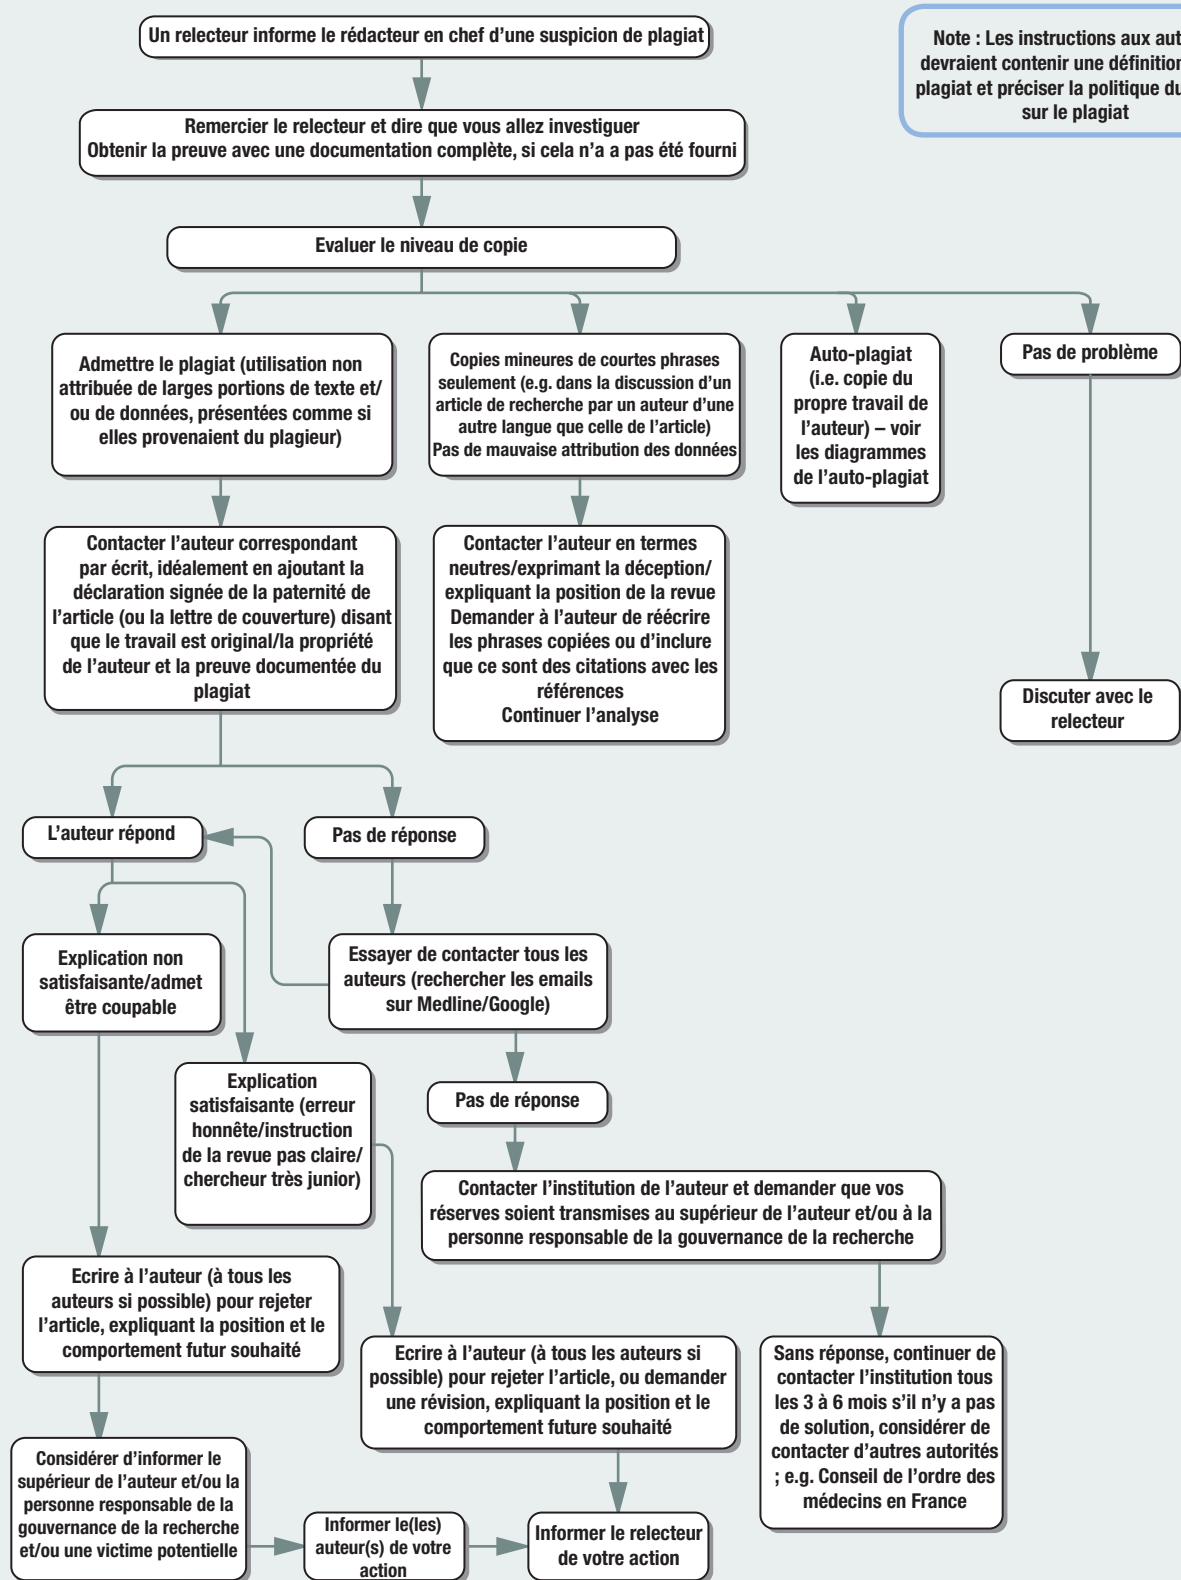 Un relecteur informe le rédacteur en chef d'une suspicion de plagiat
Note : Les instructions aux
devraient contenir une définition
plagiat et préciser la politique
sur le plagiat
Remercier le relecteur et dire que vous allez investiguer
Obtenir la preuve avec une documentation complète, si cela n'a a pas été fourni
Evaluer le niveau de copie
Admettre le plagiat (utilisation non
attribuée de larges portions de texte et/
ou de données, présentées comme si
elles provenaient du plagieur)
Copies mineures de courtes phrases
seulement (e.g. dans la discussion d'un
article de recherche par un auteur d'une
autre langue que celle de l'article)
Pas de mauvaise attribution des données
Auto-plagiat
(i.e. copie du
propre travail de
l'auteur) – voir
les diagrammes
de l'auto-plagiat
Pas de problème
Contacter l'auteur correspondant
par écrit, idéalement en ajoutant la
déclaration signée de la paternité de
l'article (ou la lettre de couverture) disant
que le travail est original/la propriété
de l'auteur et la preuve documentée du
plagiat
Contacter l'auteur en termes
neutres/exprimant la déception/
expliquant la position de la revue
Demander à l'auteur de réécrire
les phrases copiées ou d'inclure
que ce sont des citations avec les
références
Continuer l'analyse
Discuter avec le
relecteur
L'auteur répond
Pas de réponse
Explication non
satisfaisante/admet
être coupable
Essayer de contacter tous les
auteurs (rechercher les emails
sur Medline/Google)
Explication
satisfaisante (erreur
honnête/instruction
de la revue pas claire/
chercheur très junior)
Pas de réponse
Contacter l'institution de l'auteur et demander que vos
réserves soient transmises au supérieur de l'auteur et/ou à la
personne responsable de la gouvernance de la recherche
Ecrire à l'auteur (à tous les
auteurs si possible) pour rejeter
l'article, expliquant la position et le
comportement futur souhaité
Ecrire à l'auteur (à tous les auteurs si
possible) pour rejeter l'article, ou demander
une révision, expliquant la position et le
comportement future souhaité
Sans réponse, continuer de
contacter l'institution tous
les 3 à 6 mois s'il n'y a pas
de solution, considérer de
contacter d'autres autorités
; e.g. Conseil de l'ordre des
médecins en France
Considérer d'informer le
supérieur de l'auteur et/ou la
personne responsable de la
gouvernance de la recherche
et/ou une victime potentielle
Informer le(les)
auteur(s) de votre
action
Informer le relecteur
de votre action